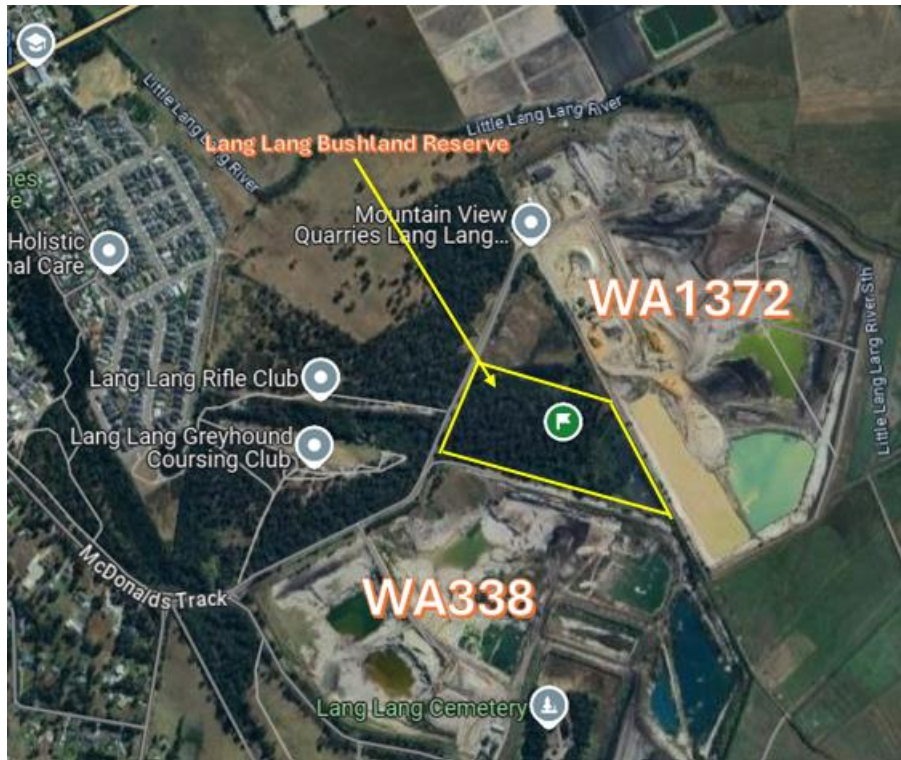 Little Lang Lang River
Little Lang Lang River
Lang Lang Bushtland Reserve
Mountain View
Quarries Lang Lang...
Holistic
nal Care
WA1372
Little Lang Lang River Sth
Lang Lang Rifle Club
Lang Lang Greyhound
Coursing Club
McDonalds Track
WA338
Lang Lang Cemetery